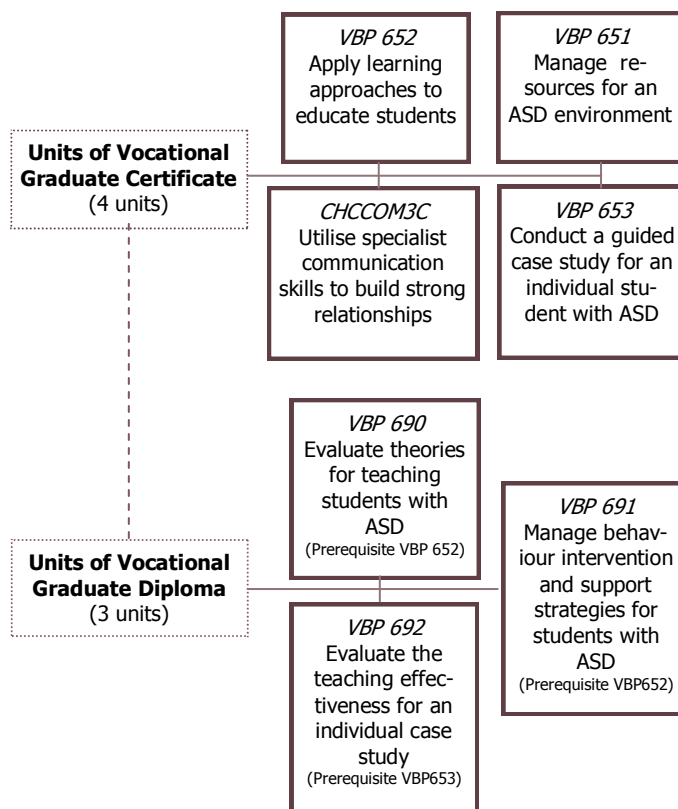 VBP 652
Apply learning
approaches to
educate students
VBP 651
Manage re-
sources for an
ASD environment
Units of Vocational
Graduate Certificate
(4 units)
CHCCOM3C
Utilise specialist
communication
skills to build strong
relationships
VBP 653
Conduct a guided
case study for an
individual stu-
dent with ASD
VBP 690
Evaluate theories
for teaching
students with
ASD
(Prerequisite VBP 652)
VBP 691
Manage behav-
iour intervention
and support
strategies for
students with
ASD
(Prerequisite VBP652)
Units of Vocational
Graduate Diploma
(3 units)
VBP 692
Evaluate the
teaching effec-
tiveness for an
individual case
study
(Prerequisite VBP653)